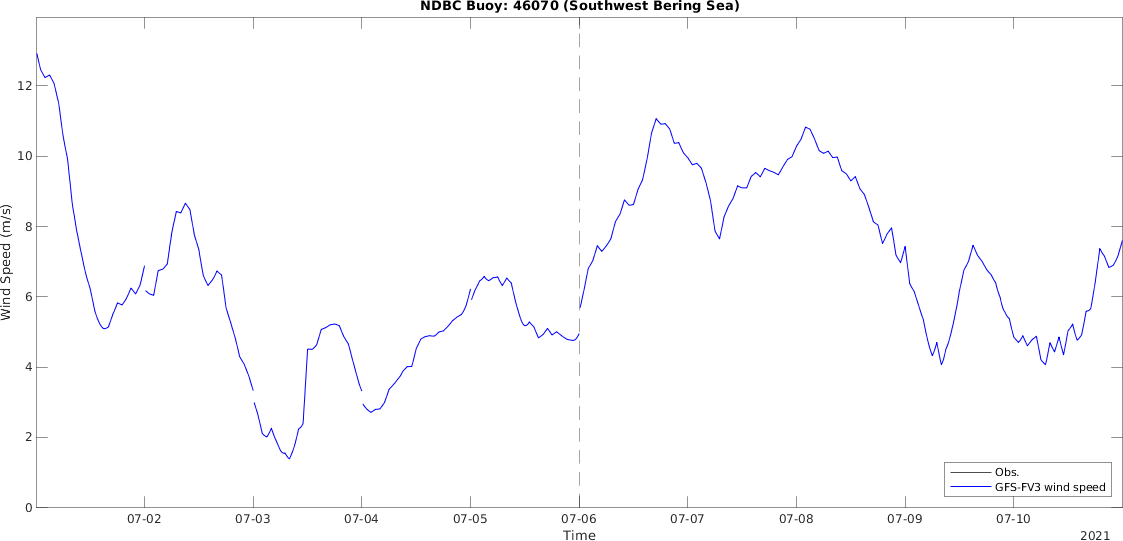 NDBC Buoy: 46070 (Southwest Bering Sea)
Wind Speed (m/s)
12
10
8
6
4
2
0
Obs.
GFS-FV3 wind speed
07-02 07-03 07-04 07-05 07-06 07-07 07-08 07-09 07-10
Time
2021